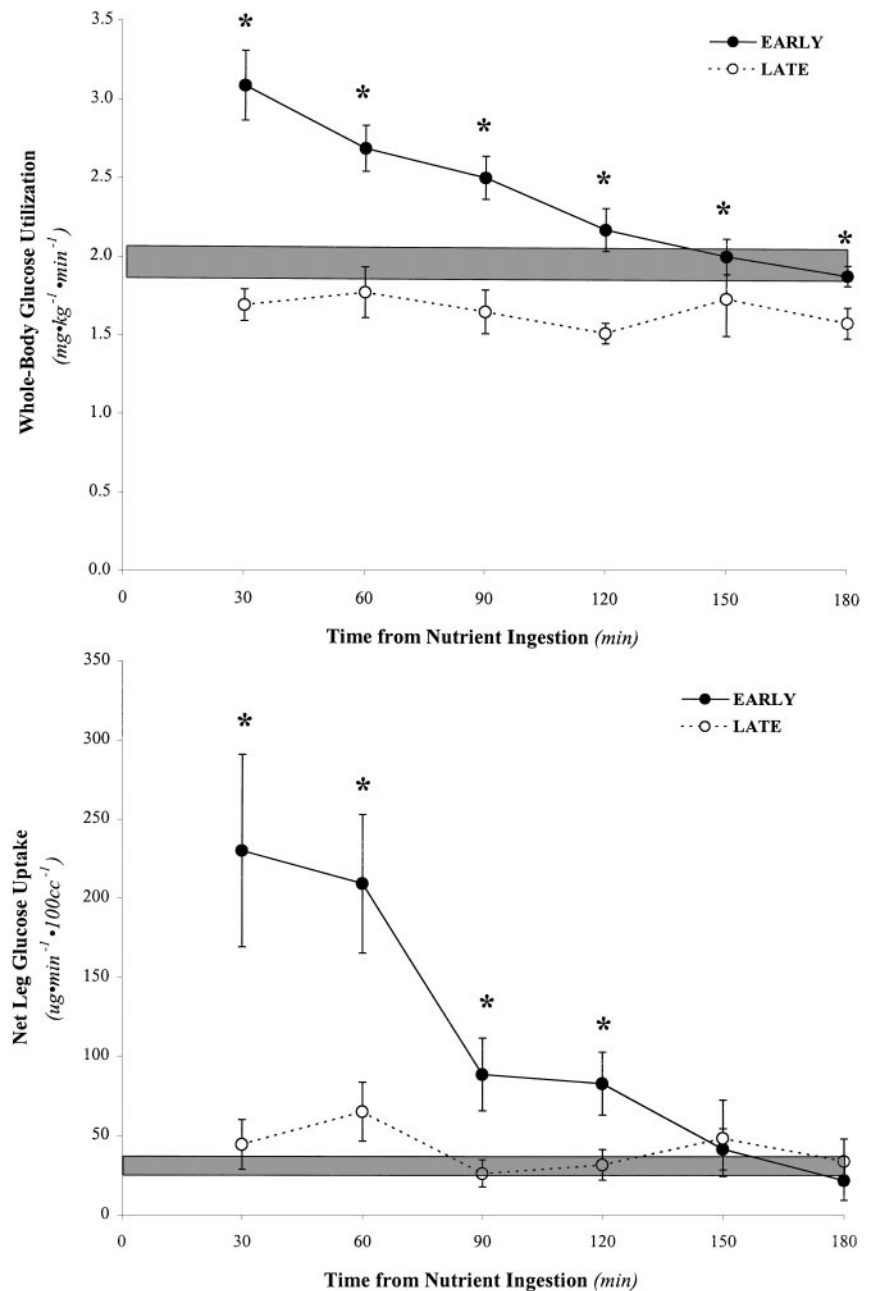 3.5
3.0
2.5
2.0
1.5
1.0
0.5
0.0
Whole-Body Glucose Utilization
(mg•kg⁻¹•min⁻¹)
EARLY
LATE
*
*
*
*
*
*
0 30 60 90 120 150 180
Time from Nutrient Ingestion (min)
350
300
250
200
150
100
50
0
Net Leg Glucose Uptake
(ug•min⁻¹•100cc⁻¹)
EARLY
LATE
*
*
*
*
0 30 60 90 120 150 180
Time from Nutrient Ingestion (min)